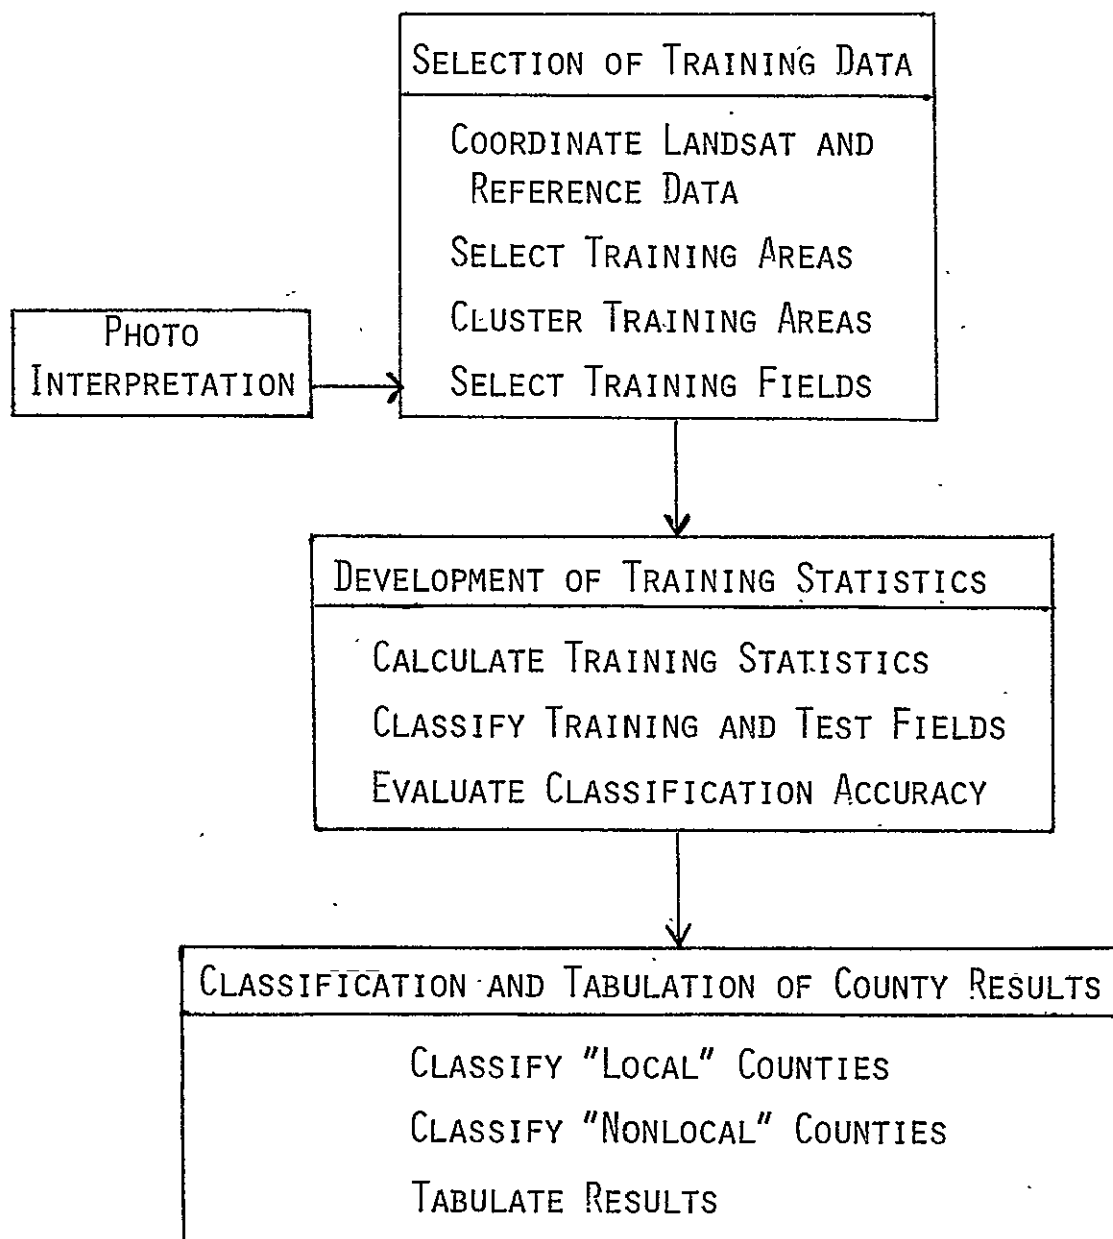 SELECTION OF TRAINING DATA
COORDINATE LANDSAT AND
REFERENCE DATA
SELECT TRAINING AREAS
CLUSTER TRAINING AREAS
SELECT TRAINING FIELDS
PHOTO
INTERPRETATION
DEVELOPMENT OF TRAINING STATISTICS
CALCULATE TRAINING STATISTICS
CLASSIFY TRAINING AND TEST FIELDS
EVALUATE CLASSIFICATION ACCURACY
CLASSIFICATION AND TABULATION OF COUNTY RESULTS
CLASSIFY "LOCAL" COUNTIES
CLASSIFY "NONLOCAL" COUNTIES
TABULATE RESULTS